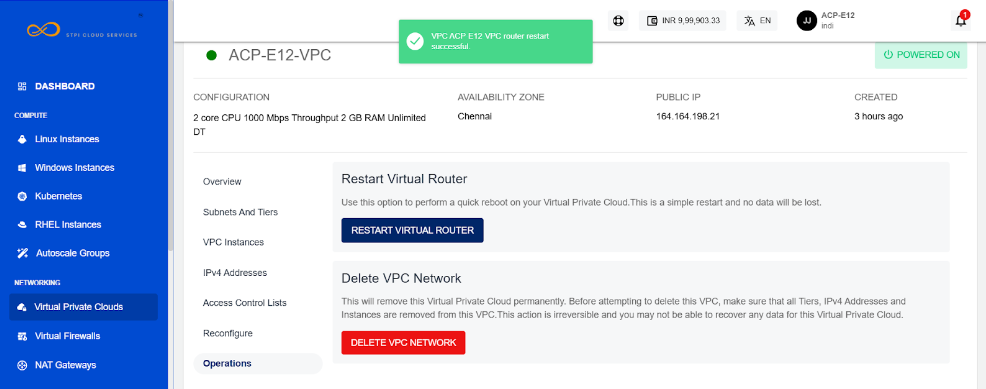 STPI CLOUD SERVICES
DASHBOARD
COMPUTE
Linux Instances
Windows Instances
Kubernetes
RHEL Instances
Autoscale Groups
NETWORKING
Virtual Private Clouds
Virtual Firewalls
NAT Gateways
INR 9,99,903.33
EN
JJ
ACP-E12
indi
1
VPC ACP E12 VPC router restart
successful.
ACP-E12-VPC
POWERED ON
CONFIGURATION
2 core CPU 1000 Mbps Throughput 2 GB RAM Unlimited
DT
AVAILABILITY ZONE
Chennai
PUBLIC IP
164.164.198.21
CREATED
3 hours ago
Overview
Subnets And Tiers
VPC Instances
IPv4 Addresses
Access Control Lists
Reconfigure
Operations
Restart Virtual Router
Use this option to perform a quick reboot on your Virtual Private Cloud.This is a simple restart and no data will be lost.
RESTART VIRTUAL ROUTER
Delete VPC Network
This will remove this Virtual Private Cloud permanently. Before attempting to delete this VPC, make sure that all Tiers, IPv4 Addresses and
Instances are removed from this VPC.This action is irreversible and you may not be able to recover any data for this Virtual Private Cloud.
DELETE VPC NETWORK